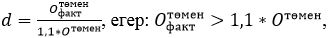 d = O_факт^төмен / 1,1*O^төмен, егер: O_факт^төмен > 1,1 * O^төмен,